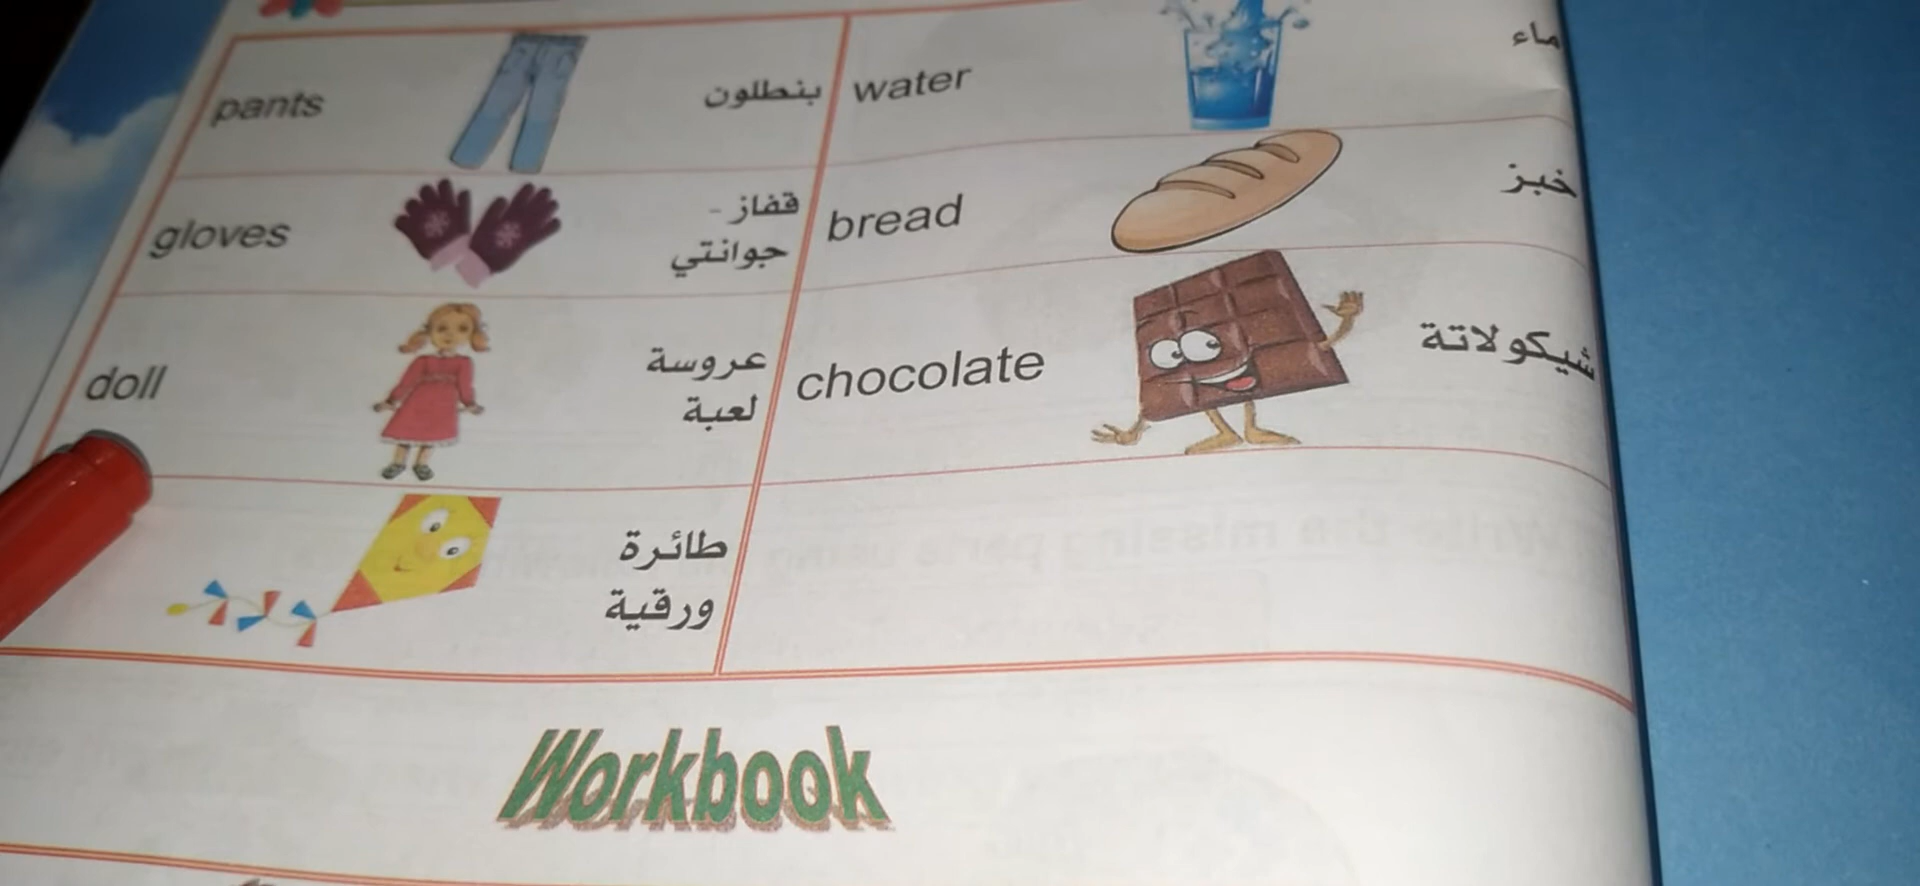 pants بنطلون
gloves قفاز -
جوانتي
doll عروسة
لعبة
طائرة
ورقية
water ماء
bread خبز
chocolate شيكولاتة
Workbook